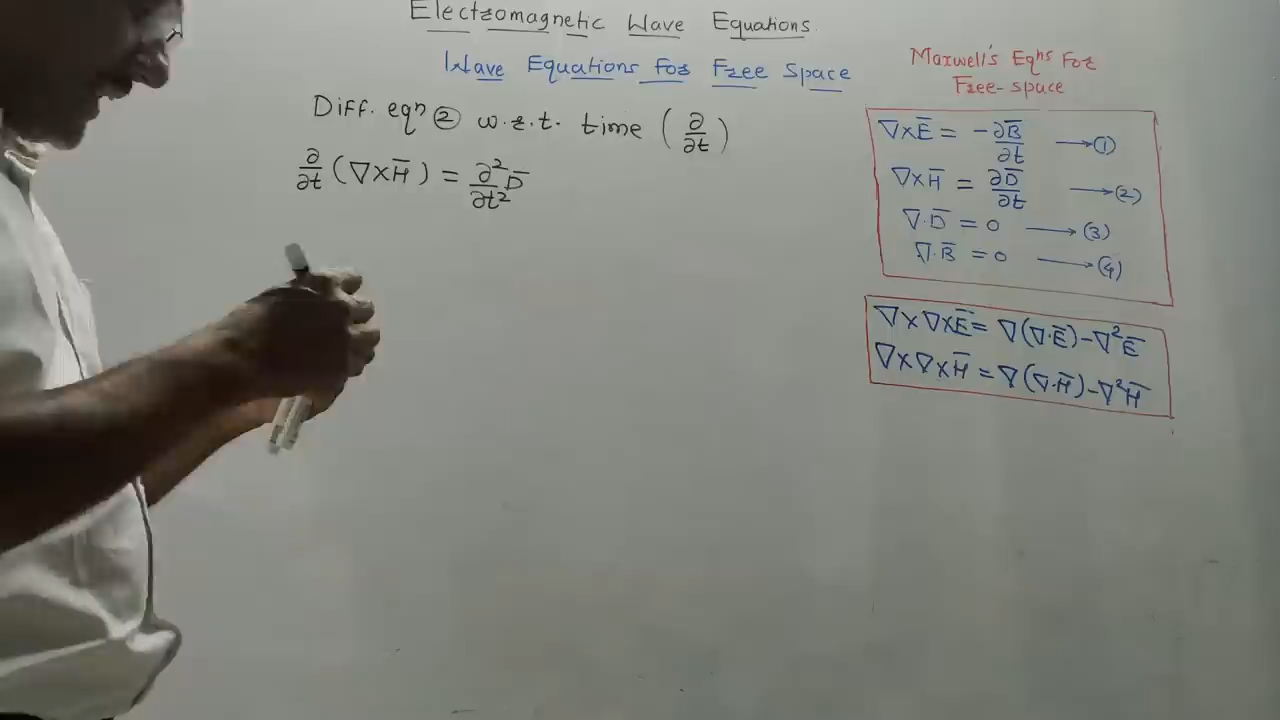 Electromagnetic Wave Equations
Wave Equations for Free Space
Diff. eqn ② w.r.t. time (∂/∂t)
∂/∂t (∇×H̅) = ∂²/∂t² D̅
Maxwell's Eqns For
Free-space
∇×E̅ = -∂B̅/∂t → (1)
∇×H̅ = ∂D̅/∂t → (2)
∇·D̅ = 0 → (3)
∇·B̅ = 0 → (4)
∇×∇×E̅ = ∇(∇·E̅)-∇²E̅
∇×∇×H̅ = ∇(∇·H̅)-∇²H̅